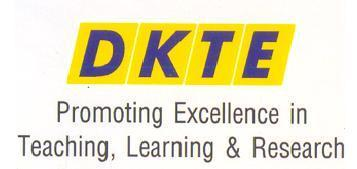 DKTE
Promoting Excellence in
Teaching, Learning & Research